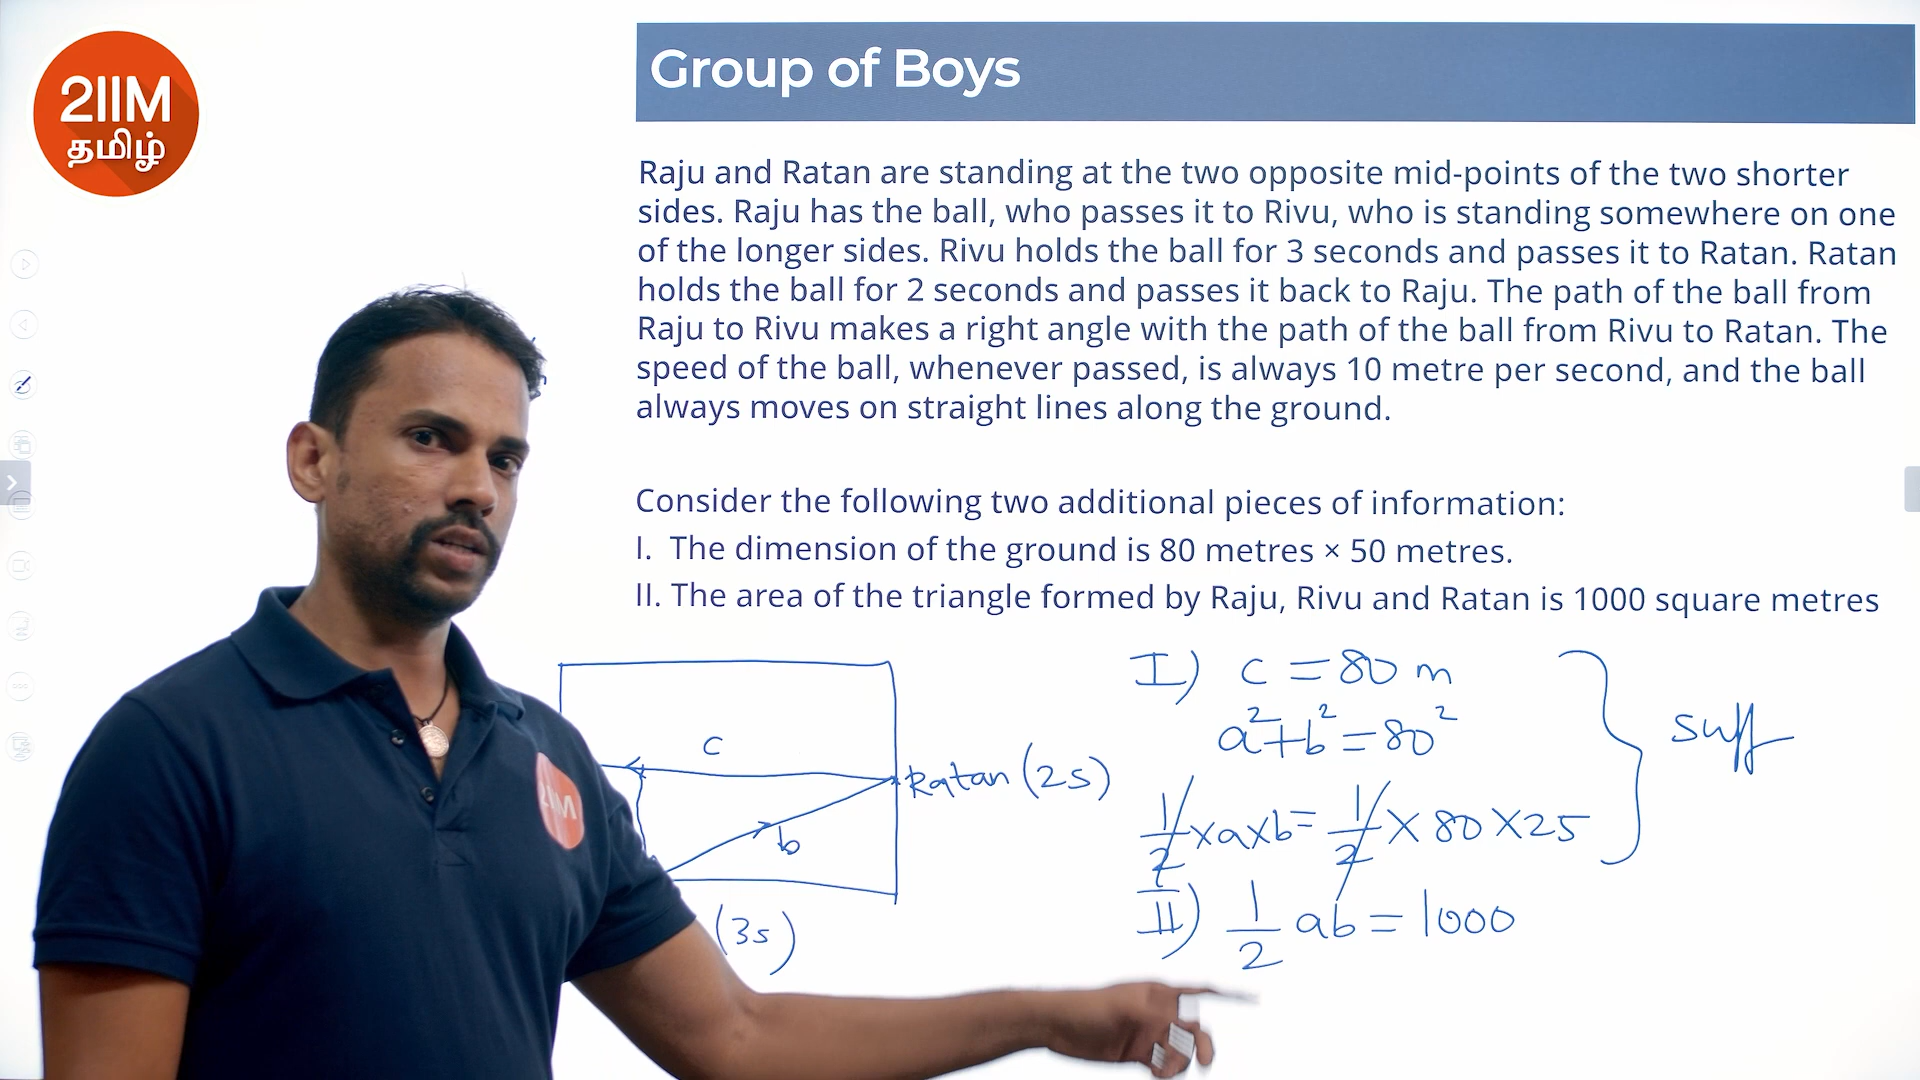 2IIM
தமிழ்
Group of Boys
Raju and Ratan are standing at the two opposite mid-points of the two shorter
sides. Raju has the ball, who passes it to Rivu, who is standing somewhere on one
of the longer sides. Rivu holds the ball for 3 seconds and passes it to Ratan. Ratan
holds the ball for 2 seconds and passes it back to Raju. The path of the ball from
Raju to Rivu makes a right angle with the path of the ball from Rivu to Ratan. The
speed of the ball, whenever passed, is always 10 metre per second, and the ball
always moves on straight lines along the ground.
Consider the following two additional pieces of information:
I. The dimension of the ground is 80 metres × 50 metres.
II. The area of the triangle formed by Raju, Rivu and Ratan is 1000 square metres
I) c = 80 m
a² + b² = 80²
suff
c
Ratan (2s)
b
1/2 × a × b = 1/2 × 80 × 25
(3s)
II) 1/2 ab = 1000